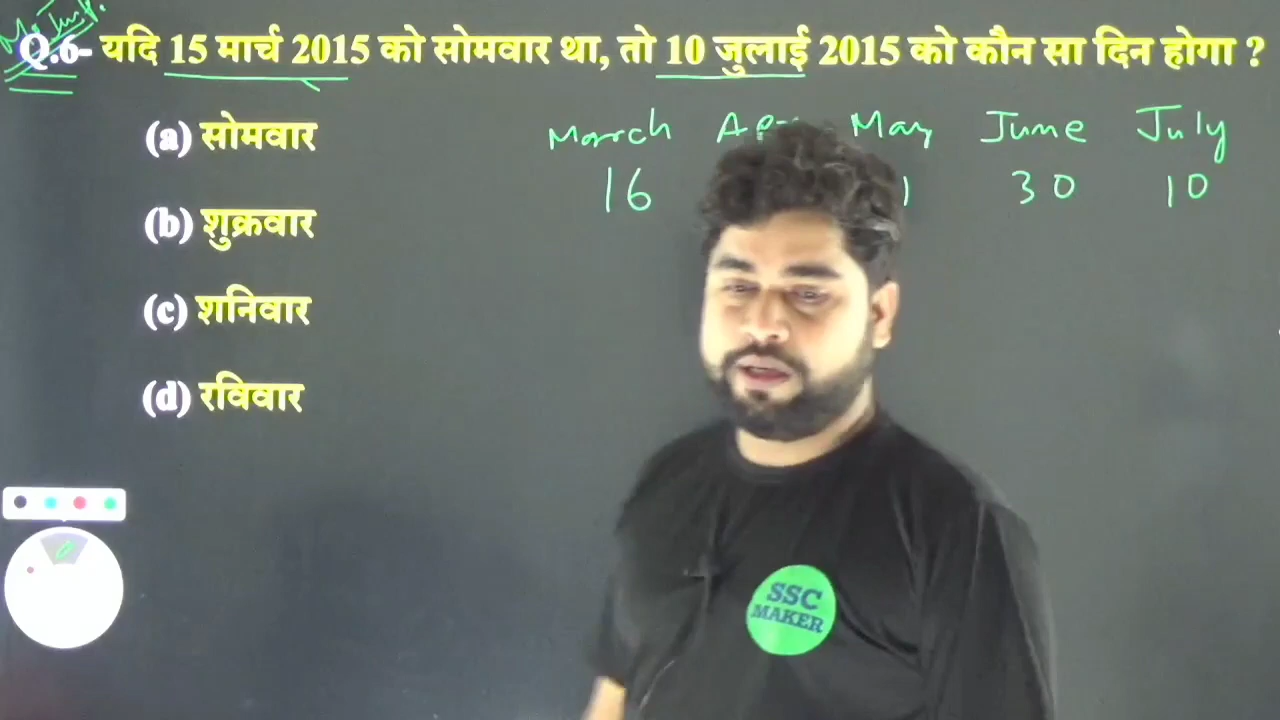 Q.6- यदि 15 मार्च 2015 को सोमवार था, तो 10 जुलाई 2015 को कौन सा दिन होगा ?
(a) सोमवार
(b) शुक्रवार
(c) शनिवार
(d) रविवार
March May June July
16 30 10
SSC
MAKER